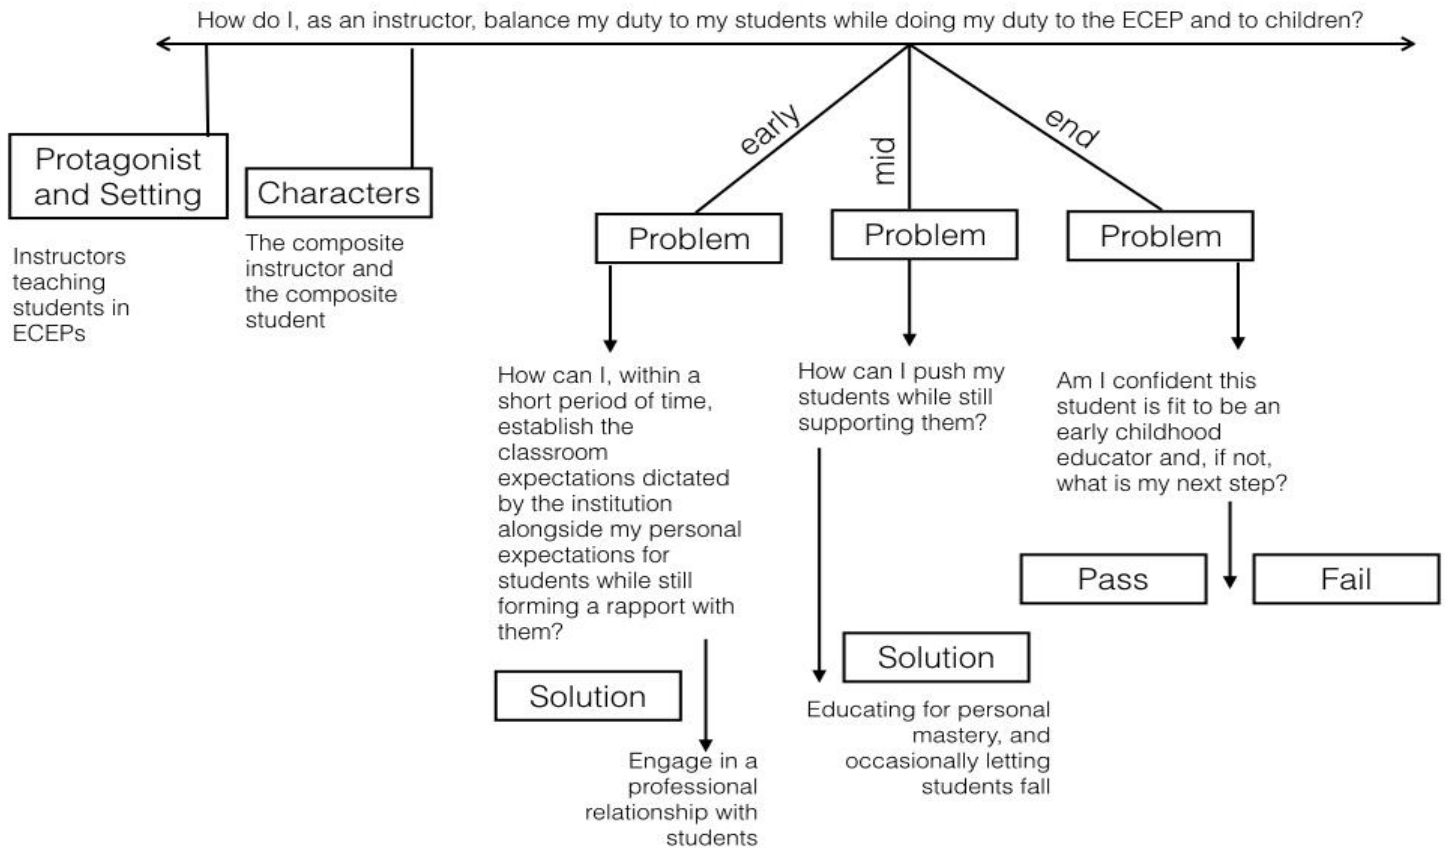 How do I, as an instructor, balance my duty to my students while doing my duty to the ECEP and to children?
Protagonist
and Setting
Instructors
teaching
students in
ECEPs
Characters
The composite
instructor and
the composite
student
early
Problem
How can I, within a
short period of time,
establish the
classroom
expectations dictated
by the institution
alongside my personal
expectations for
students while still
forming a rapport with
them?
Solution
Engage in a
professional
relationship with
students
mid
Problem
How can I push my
students while still
supporting them?
Solution
Educating for personal
mastery, and
occasionally letting
students fall
end
Problem
Am I confident this
student is fit to be an
early childhood
educator and, if not,
what is my next step?
Pass
Fail